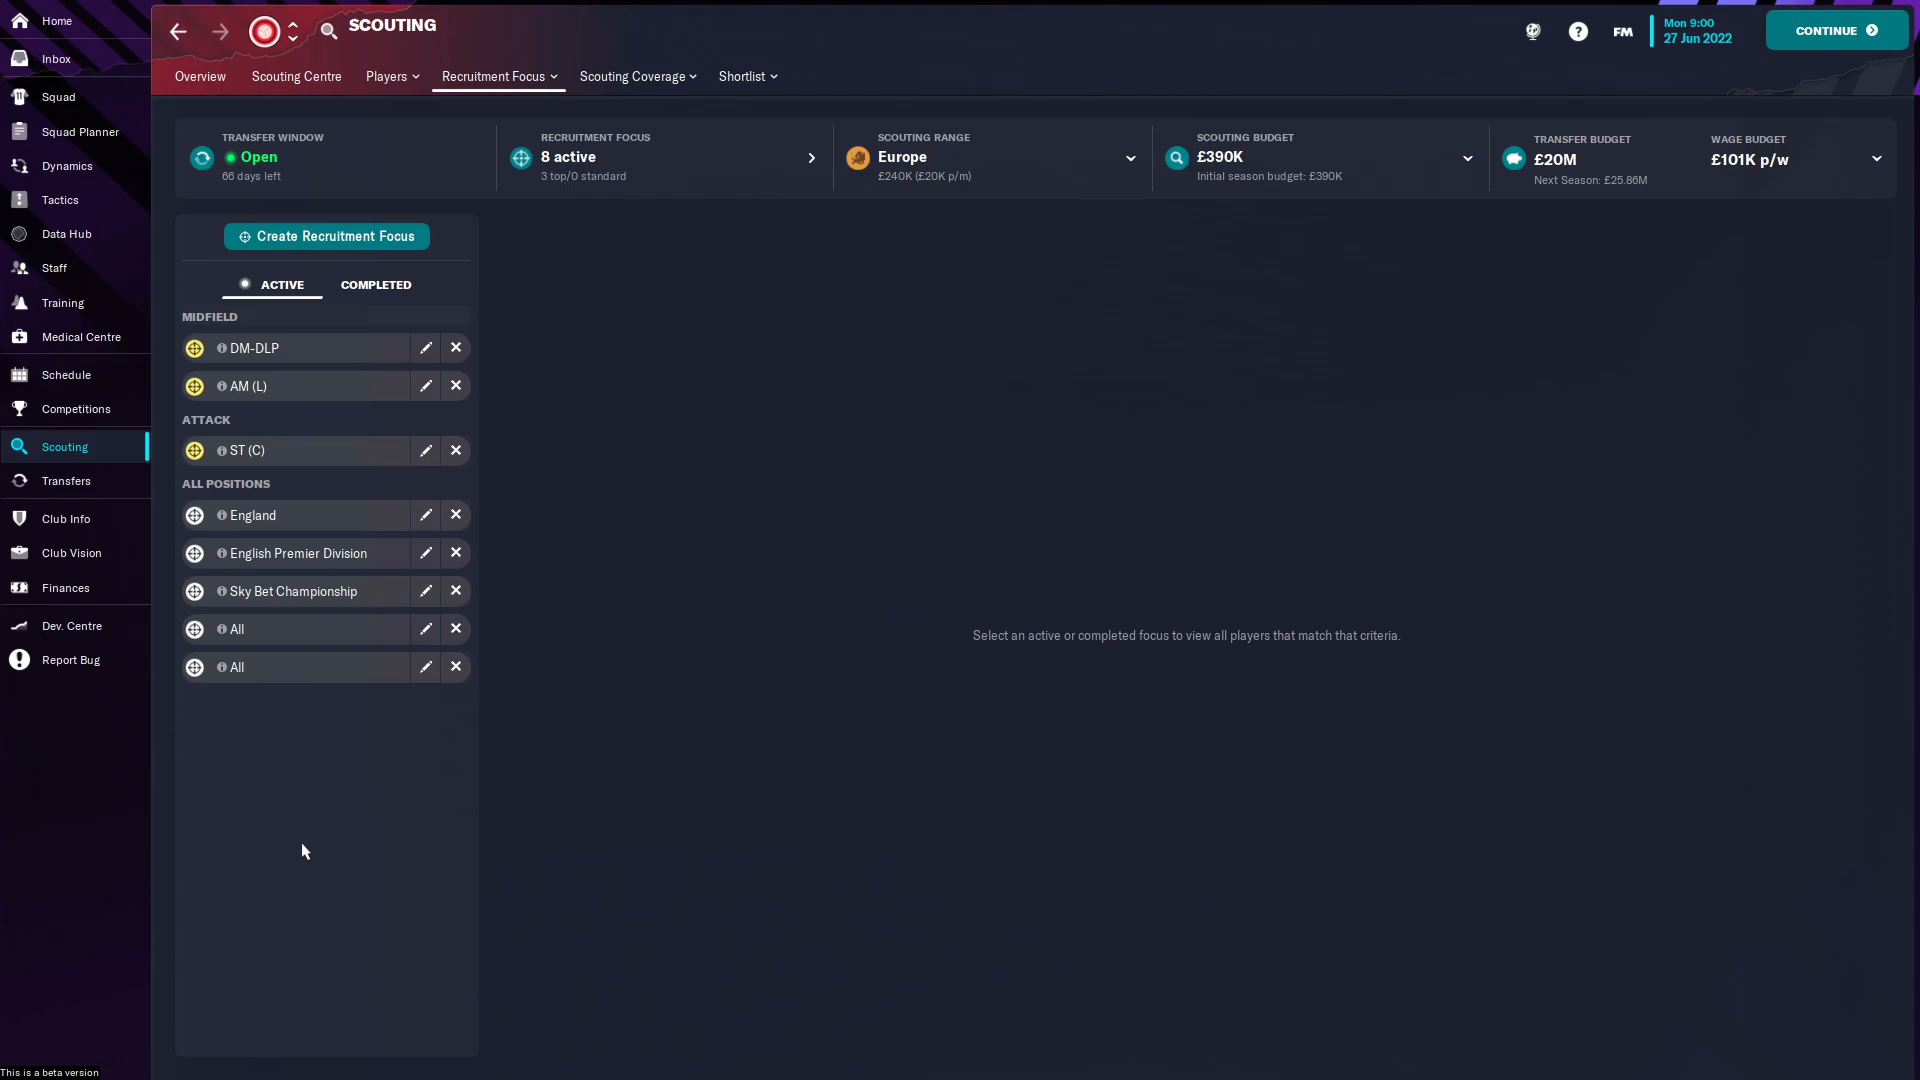 Home
Inbox
Squad
Squad Planner
Dynamics
Tactics
Data Hub
Staff
Training
Medical Centre
Schedule
Competitions
Scouting
Transfers
Club Info
Club Vision
Finances
Dev. Centre
Report Bug
This is a beta version
SCOUTING
FM
Mon 9:00
27 Jun 2022
CONTINUE
Overview
Scouting Centre
Players
Recruitment Focus
Scouting Coverage
Shortlist
TRANSFER WINDOW
Open
66 days left
RECRUITMENT FOCUS
8 active
3 top/0 standard
SCOUTING RANGE
Europe
£240K (£20K p/m)
SCOUTING BUDGET
£390K
Initial season budget: £390K
TRANSFER BUDGET
£20M
Next Season: £25.86M
WAGE BUDGET
£101K p/w
Create Recruitment Focus
ACTIVE
COMPLETED
MIDFIELD
DM-DLP
AM (L)
ATTACK
ST (C)
ALL POSITIONS
England
English Premier Division
Sky Bet Championship
All
All
Select an active or completed focus to view all players that match that criteria.